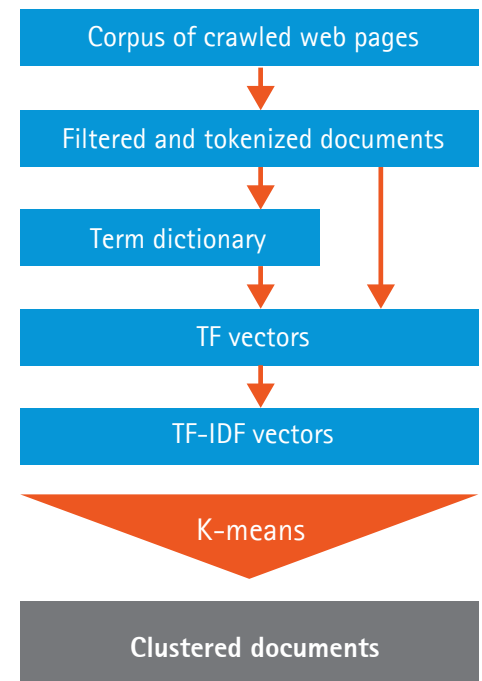 Corpus of crawled web pages
Filtered and tokenized documents
Term dictionary
TF vectors
TF-IDF vectors
K-means
Clustered documents